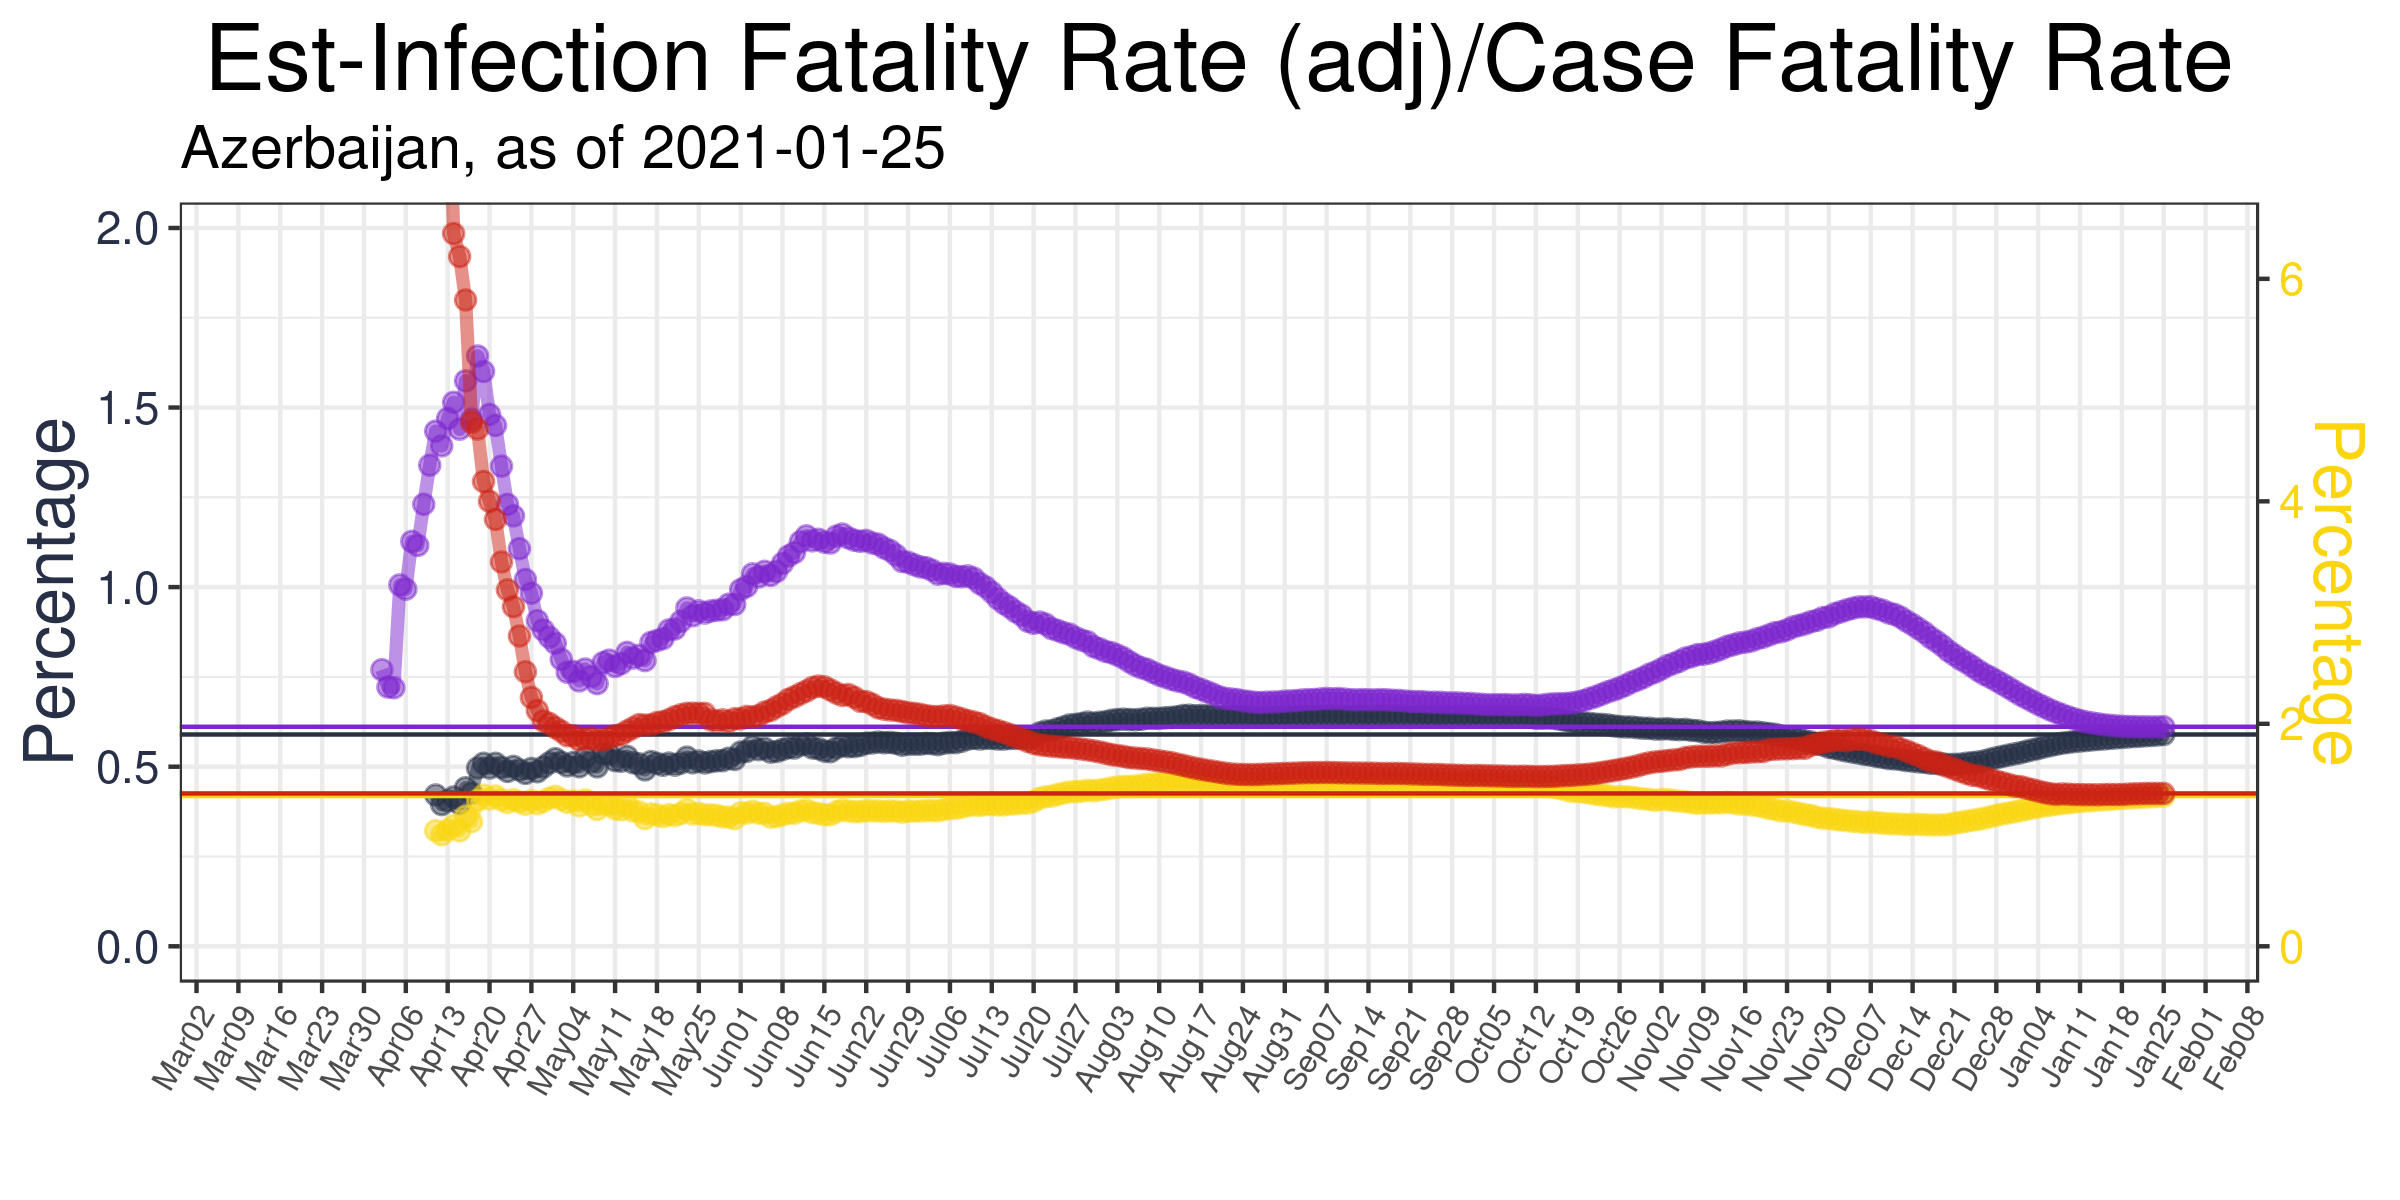 Est-Infection Fatality Rate (adj)/Case Fatality Rate
Azerbaijan, as of 2021-01-25
Percentage
2.0
1.5
1.0
0.5
0.0
6
4
2
0
Percentage
Mar02 Mar09 Mar16 Mar23 Mar30 Apr06 Apr13 Apr20 Apr27 May04 May11 May18 May25 Jun01 Jun08 Jun15 Jun22 Jun29 Jul06 Jul13 Jul20 Jul27 Aug03 Aug10 Aug17 Aug24 Aug31 Sep07 Sep14 Sep21 Sep28 Oct05 Oct12 Oct19 Oct26 Nov02 Nov09 Nov16 Nov23 Nov30 Dec07 Dec14 Dec21 Dec28 Jan04 Jan11 Jan18 Jan25 Feb01 Feb08